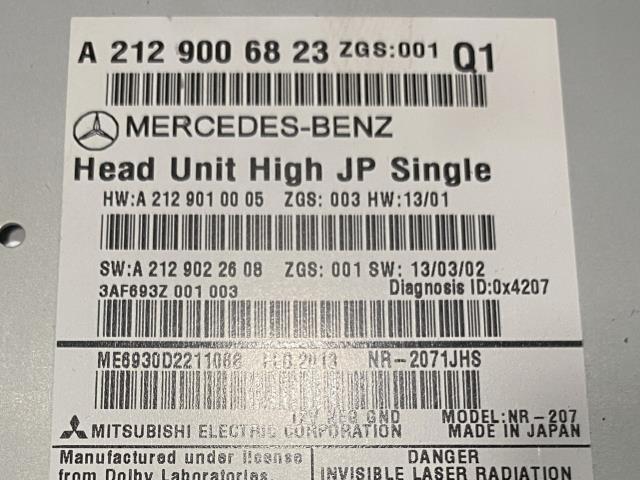 A 212 900 68 23 ZGS:001 Q1
MERCEDES-BENZ
Head Unit High JP Single
HW:A 212 901 00 05 ZGS: 003 HW:13/01
SW:A 212 902 26 08 ZGS: 001 SW: 13/03/02
3AF693Z 001 003 Diagnosis ID:0x4207
ME6930D2211088 FEB.2013 NR-2071JHS
12V NEG GND MODEL:NR-207
MITSUBISHI ELECTRIC CORPORATION MADE IN JAPAN
Manufactured under license
from Dolby Laboratories.
DANGER
INVISIBLE LASER RADIATION